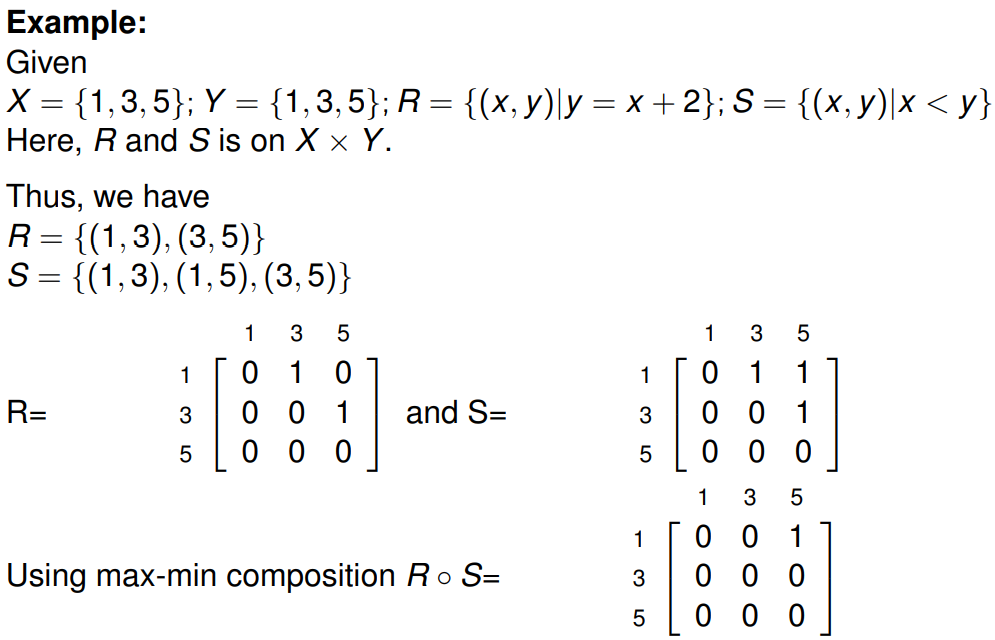 Example:
Given
X = {1, 3, 5}; Y = {1, 3, 5}; R = {(x, y)|y = x + 2}; S = {(x, y)|x < y}
Here, R and S is on X × Y.
Thus, we have
R = {(1, 3), (3, 5)}
S = {(1, 3), (1, 5), (3, 5)}
1 3 5 1 3 5
1 [ 0 1 0 ] 1 [ 0 1 1 ]
R= 3 [ 0 0 1 ] and S= 3 [ 0 0 1 ]
5 [ 0 0 0 ] 5 [ 0 0 0 ]
1 3 5
1 [ 0 0 1 ]
Using max-min composition R ∘ S= 3 [ 0 0 0 ]
5 [ 0 0 0 ]